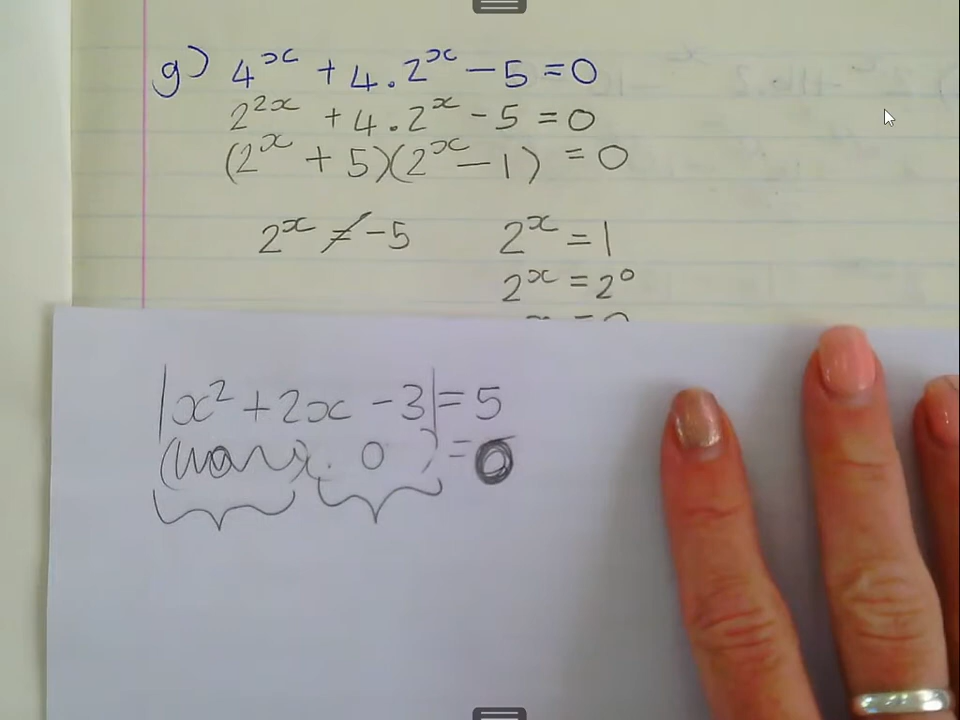 g) 4^x + 4.2^x - 5 = 0
2^2x + 4.2^x - 5 = 0
(2^x + 5)(2^x - 1) = 0
2^x ≠ -5 2^x = 1
2^x = 2^0
|x² + 2x - 3| = 5
0 ) = 0